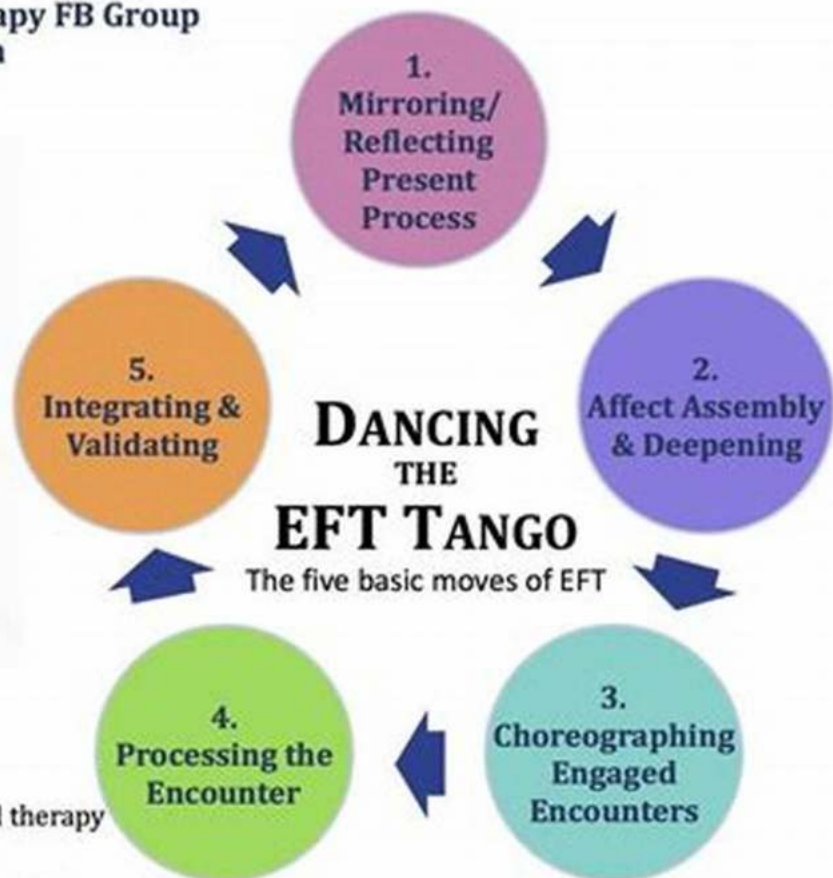 FB Group
1.
Mirroring/
Reflecting
Present
Process
2.
Affect Assembly
& Deepening
3.
Choreographing
Engaged
Encounters
4.
Processing the
Encounter
5.
Integrating &
Validating
DANCING
THE
EFT TANGO
The five basic moves of EFT
therapy